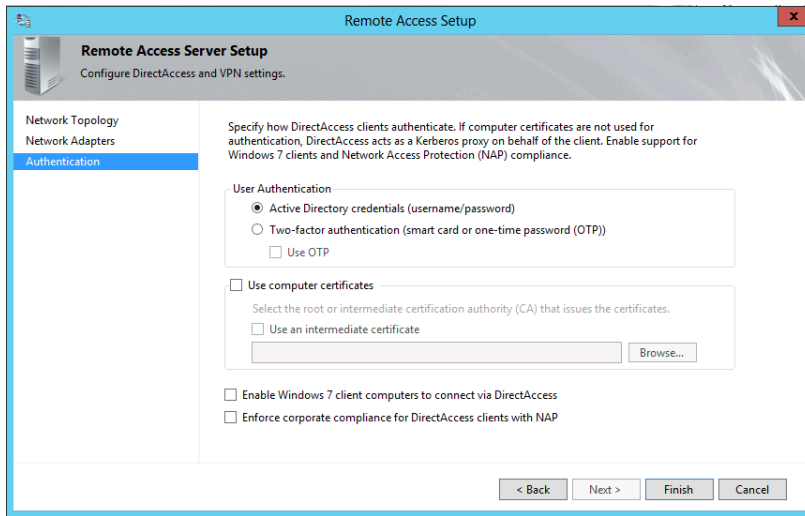 Remote Access Setup
x
Remote Access Server Setup
Configure DirectAccess and VPN settings.
Network Topology
Network Adapters
Authentication
Specify how DirectAccess clients authenticate. If computer certificates are not used for
authentication, DirectAccess acts as a Kerberos proxy on behalf of the client. Enable support for
Windows 7 clients and Network Access Protection (NAP) compliance.
User Authentication
Active Directory credentials (username/password)
Two-factor authentication (smart card or one-time password (OTP))
Use OTP
Use computer certificates
Select the root or intermediate certification authority (CA) that issues the certificates.
Use an intermediate certificate
Browse...
Enable Windows 7 client computers to connect via DirectAccess
Enforce corporate compliance for DirectAccess clients with NAP
< Back Next > Finish Cancel